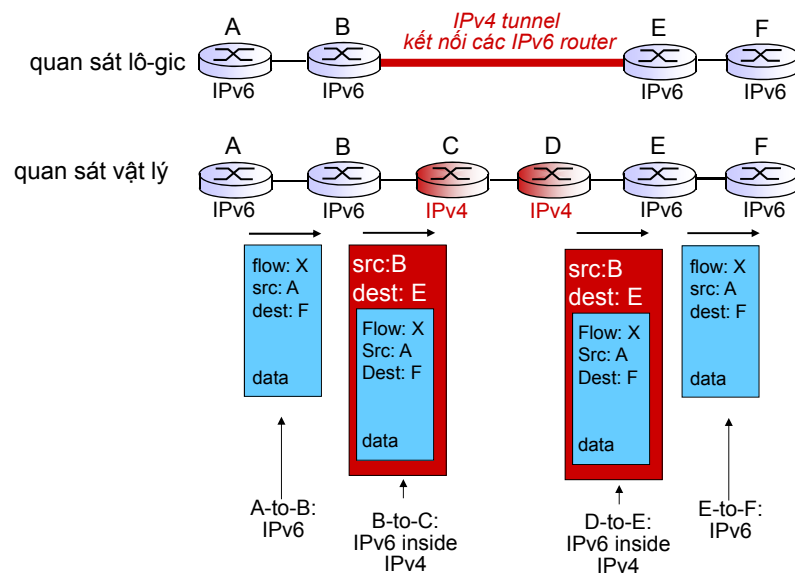 A
B
IPv4 tunnel
kết nối các IPv6 router
E
F
quan sát lô-gic
IPv6
IPv6
IPv6
IPv6
A
B
C
D
E
F
quan sát vật lý
IPv6
IPv6
IPv4
IPv4
IPv6
IPv6
flow: X
src: A
dest: F
data
src:B
dest: E
Flow: X
Src: A
Dest: F
data
src:B
dest: E
Flow: X
Src: A
Dest: F
data
flow: X
src: A
dest: F
data
A-to-B:
IPv6
B-to-C:
IPv6 inside
IPv4
D-to-E:
IPv6 inside
IPv4
E-to-F:
IPv6